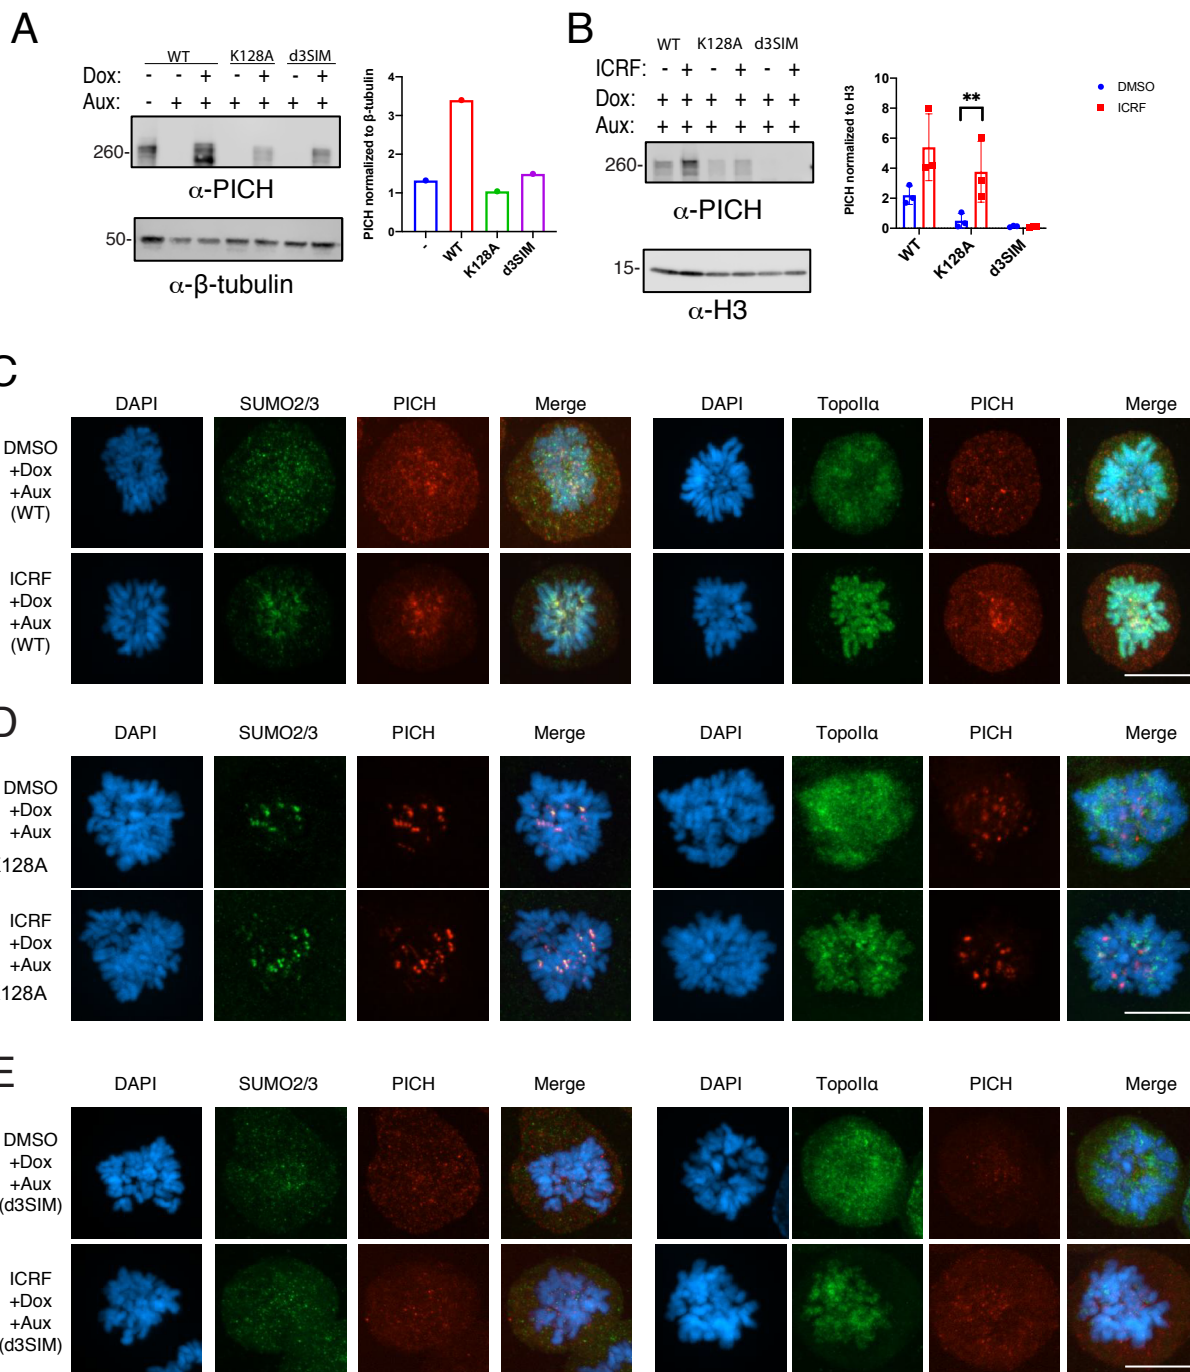 A
WT K128A d3SIM
Dox: - - + - + - +
Aux: - + + + + + +
260-
α-PICH
50-
α-β-tubulin
PICH normalized to β-tubulin
4
3
2
1
0
- WT K128A d3SIM
B
WT K128A d3SIM
ICRF: - + - + - +
Dox: + + + + + +
Aux: + + + + + +
260-
α-PICH
15-
α-H3
PICH normalized to H3
10
8
6
4
2
0
**
WT K128A d3SIM
DMSO
ICRF
C
DAPI SUMO2/3 PICH Merge DAPI TopoIIα PICH Merge
DMSO
+Dox
+Aux
(WT)
ICRF
+Dox
+Aux
(WT)
D
DAPI SUMO2/3 PICH Merge DAPI TopoIIα PICH Merge
DMSO
+Dox
+Aux
128A
ICRF
+Dox
+Aux
128A
E
DAPI SUMO2/3 PICH Merge DAPI TopoIIα PICH Merge
DMSO
+Dox
+Aux
(d3SIM)
ICRF
+Dox
+Aux
(d3SIM)